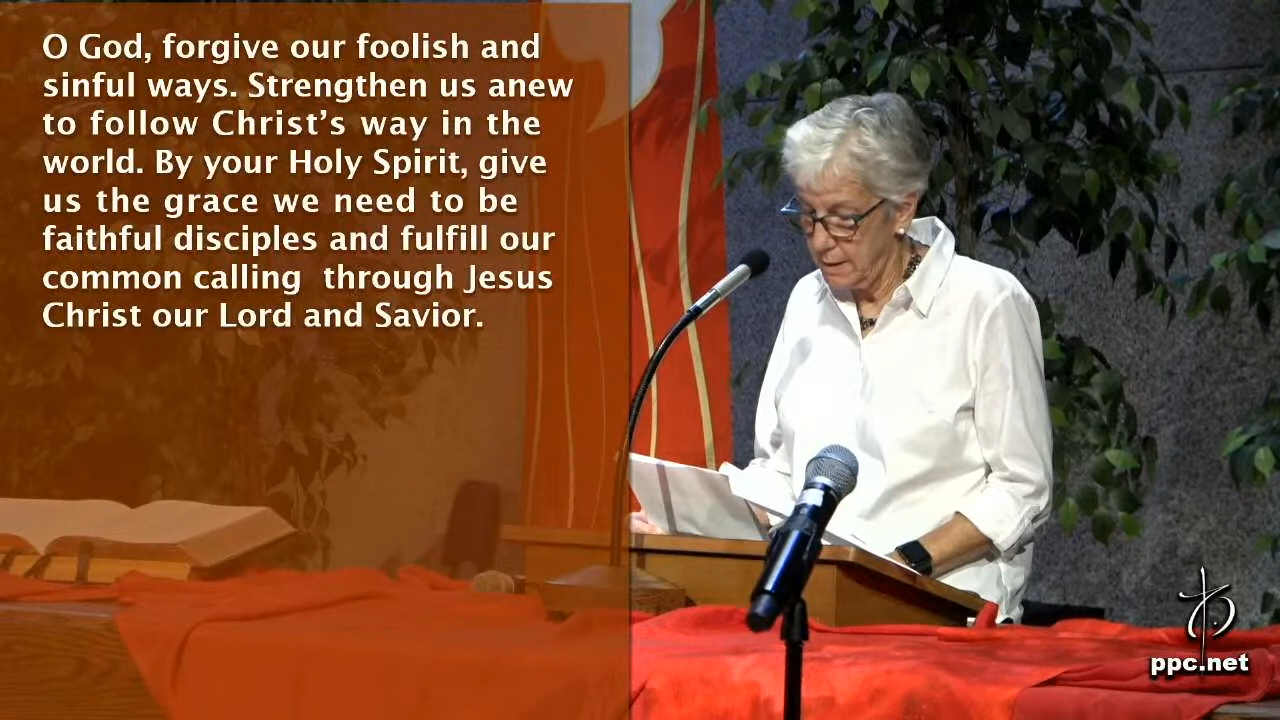 O God, forgive our foolish and
sinful ways. Strengthen us anew
to follow Christ’s way in the
world. By your Holy Spirit, give
us the grace we need to be
faithful disciples and fulfill our
common calling  through Jesus
Christ our Lord and Savior.
ppc.net